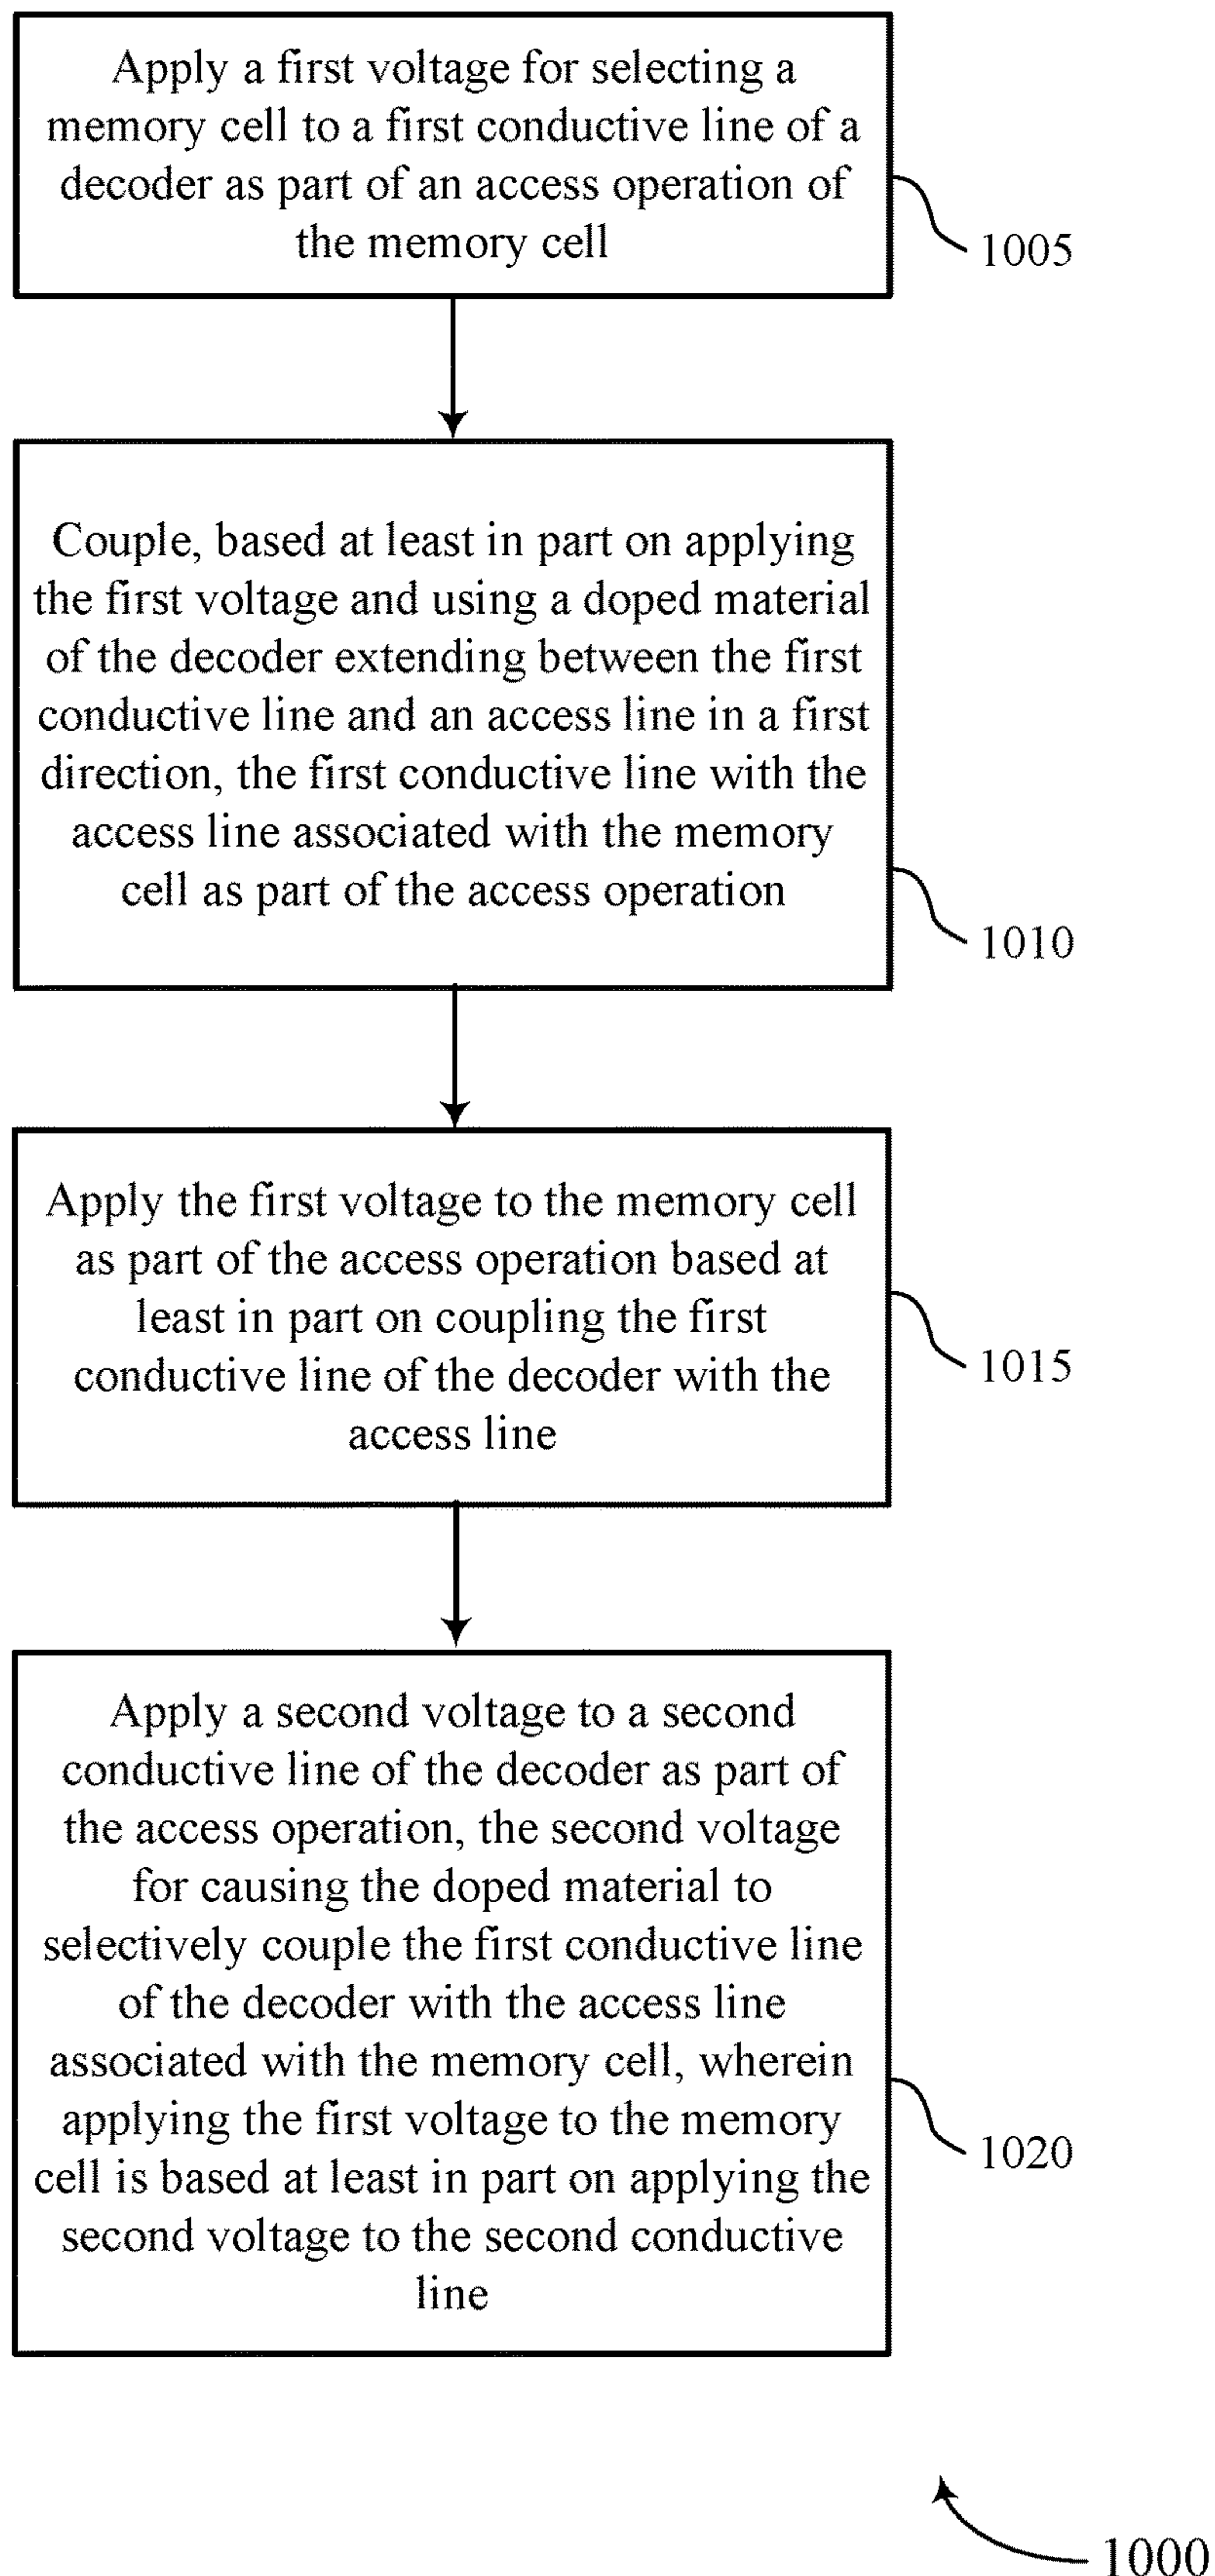 Apply a first voltage for selecting a
memory cell to a first conductive line of a
decoder as part of an access operation of
the memory cell
1005
Couple, based at least in part on applying
the first voltage and using a doped material
of the decoder extending between the first
conductive line and an access line in a first
direction, the first conductive line with the
access line associated with the memory
cell as part of the access operation
1010
Apply the first voltage to the memory cell
as part of the access operation based at
least in part on coupling the first
conductive line of the decoder with the
access line
1015
Apply a second voltage to a second
conductive line of the decoder as part of
the access operation, the second voltage
for causing the doped material to
selectively couple the first conductive line
of the decoder with the access line
associated with the memory cell, wherein
applying the first voltage to the memory
cell is based at least in part on applying the
second voltage to the second conductive
line
1020
1000